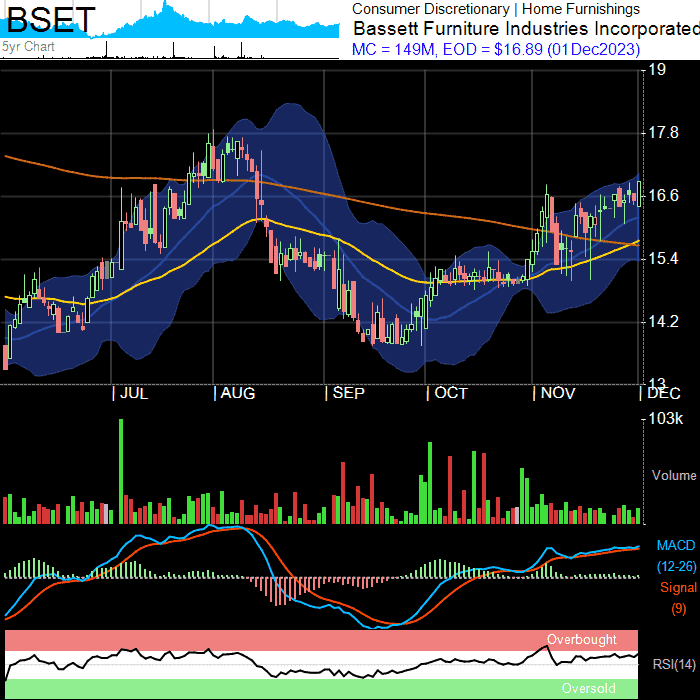 BSET
Consumer Discretionary | Home Furnishings
Bassett Furniture Industries Incorporated
5yr Chart
MC = 149M, EOD = $16.89 (01Dec2023)
19
17.8
16.6
15.4
14.2
13
JUL AUG SEP OCT NOV DEC
103k
Volume
MACD
(12-26)
Signal
(9)
Overbought
RSI(14)
Oversold